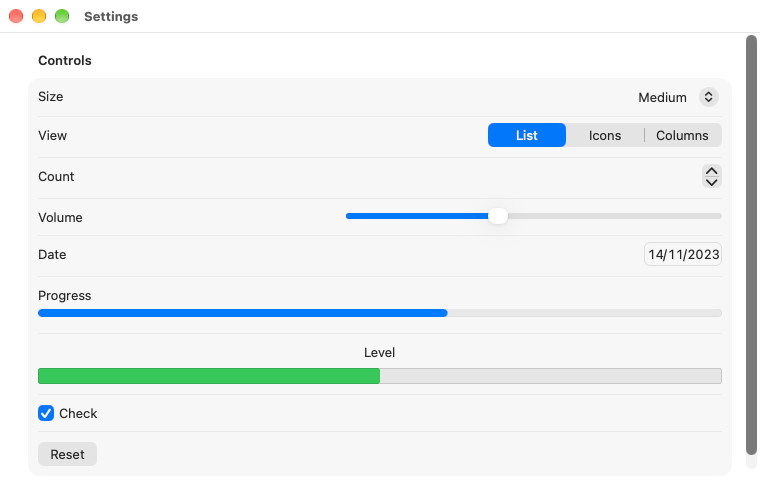 Settings
Controls
Size Medium
View List Icons Columns
Count
Volume
Date 14/11/2023
Progress
Level
Check
Reset